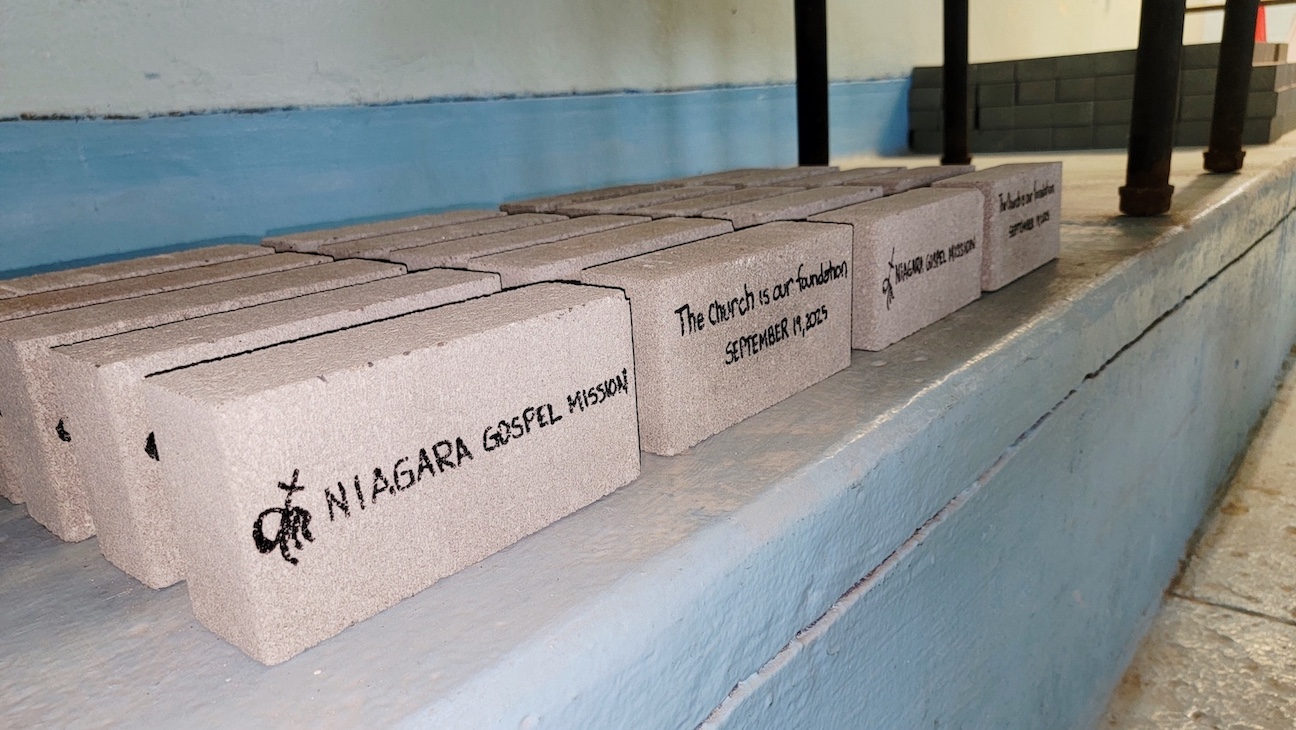 NIAGARA GOSPEL MISSION
The Church is our foundation
SEPTEMBER 19, 2025
NIAGARA GOSPEL MISSION
The Church is our foundation
SEPTEMBER 19, 2025